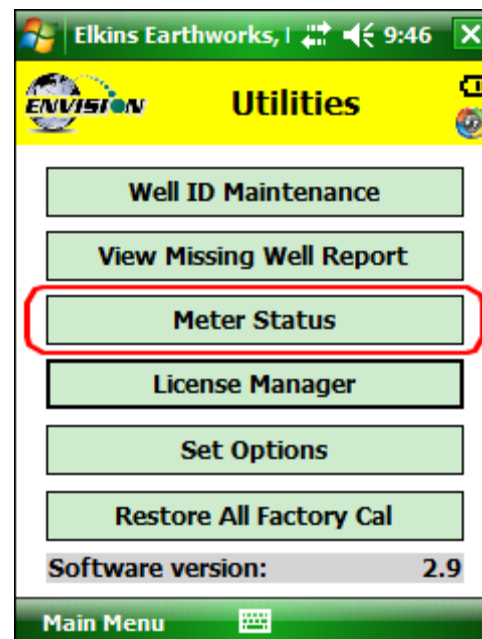 Elkins Earthworks, 9:46
ENVISION Utilities
Well ID Maintenance
View Missing Well Report
Meter Status
License Manager
Set Options
Restore All Factory Cal
Software version: 2.9
Main Menu